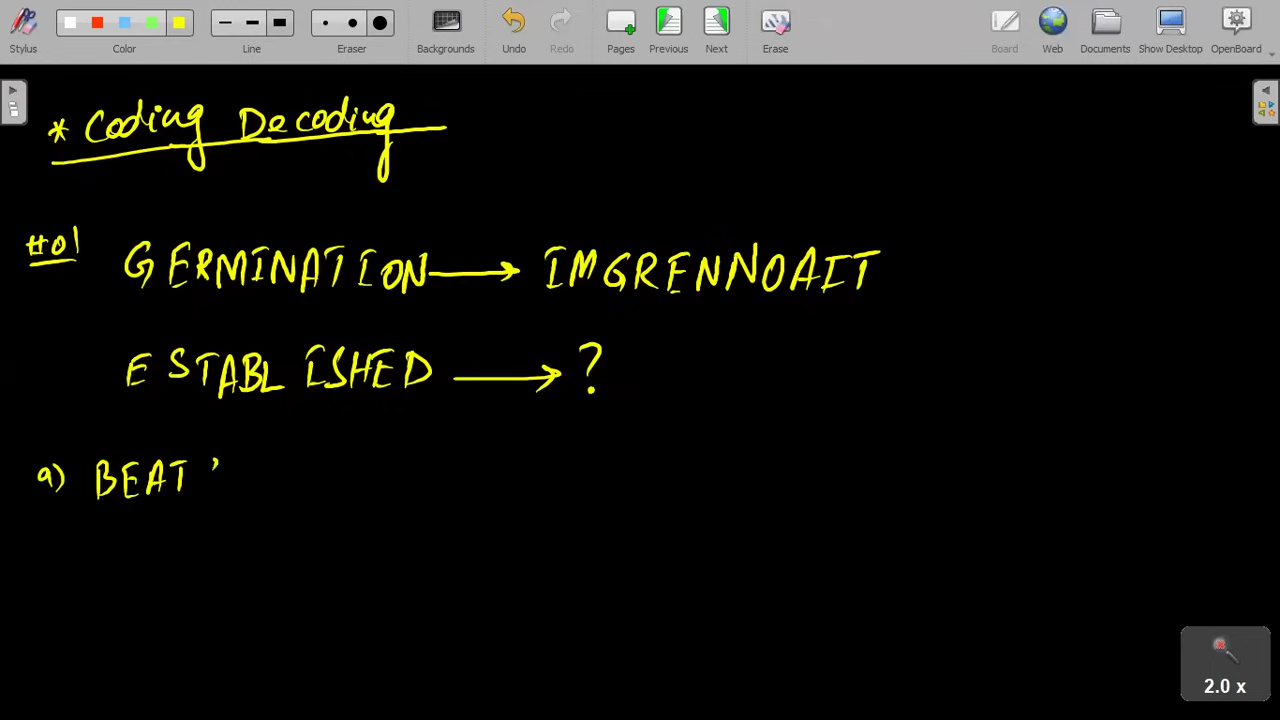 Stylus Color Line Eraser Backgrounds Undo Redo Pages Previous Next Erase Board Web Documents Show Desktop OpenBoard
* Coding Decoding
#01 GERMINATION → IMGRENNOAIT
ESTABLISHED → ?
a) BEAT
2.0 x